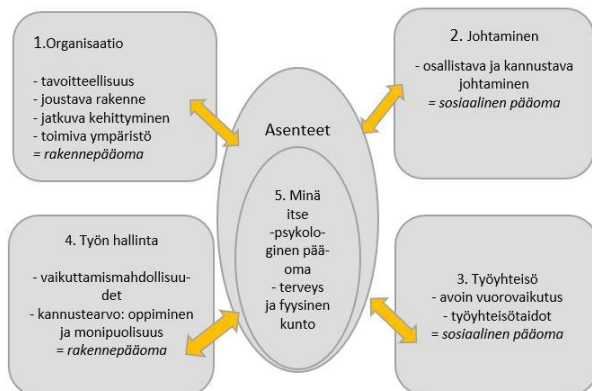 1.Organisaatio
- tavoitteellisuus
- joustava rakenne
- jatkuva kehittyminen
- toimiva ympäristö
= rakennepääoma
2. Johtaminen
- osallistava ja kannustava
johtaminen
= sosiaalinen pääoma
Asenteet
5. Minä
itse
-psykolo-
ginen pää-
oma
- terveys
ja fyysinen
kunto
4. Työn hallinta
- vaikuttamismahdollisuu-
det
- kannustearvo: oppiminen
ja monipuolisuus
= rakennepääoma
3. Työyhteisö
- avoin vuorovaikutus
- työyhteisötaidot
= sosiaalinen pääoma